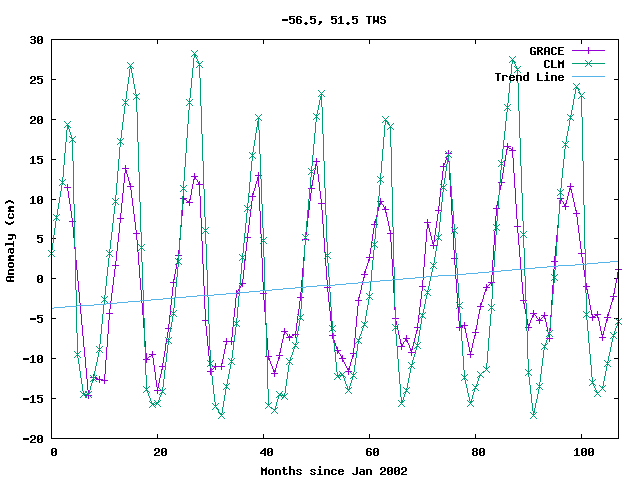 -56.5, 51.5 TWS
GRACE
CLM
Trend Line
30
25
20
15
10
5
0
-5
-10
-15
-20
Anomaly (cm)
0 20 40 60 80 100
Months since Jan 2002